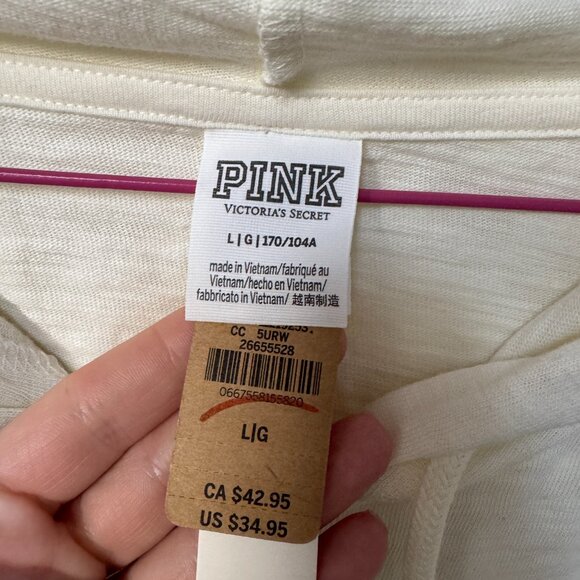 PINK
VICTORIA'S SECRET
L | G | 170/104A
made in Vietnam/fabriqué au
Vietnam/hecho en Vietnam/
fabbricato in Vietnam/ 越南制造
CC 5URW
26655528
0667558155820
L|G
CA $42.95
US $34.95